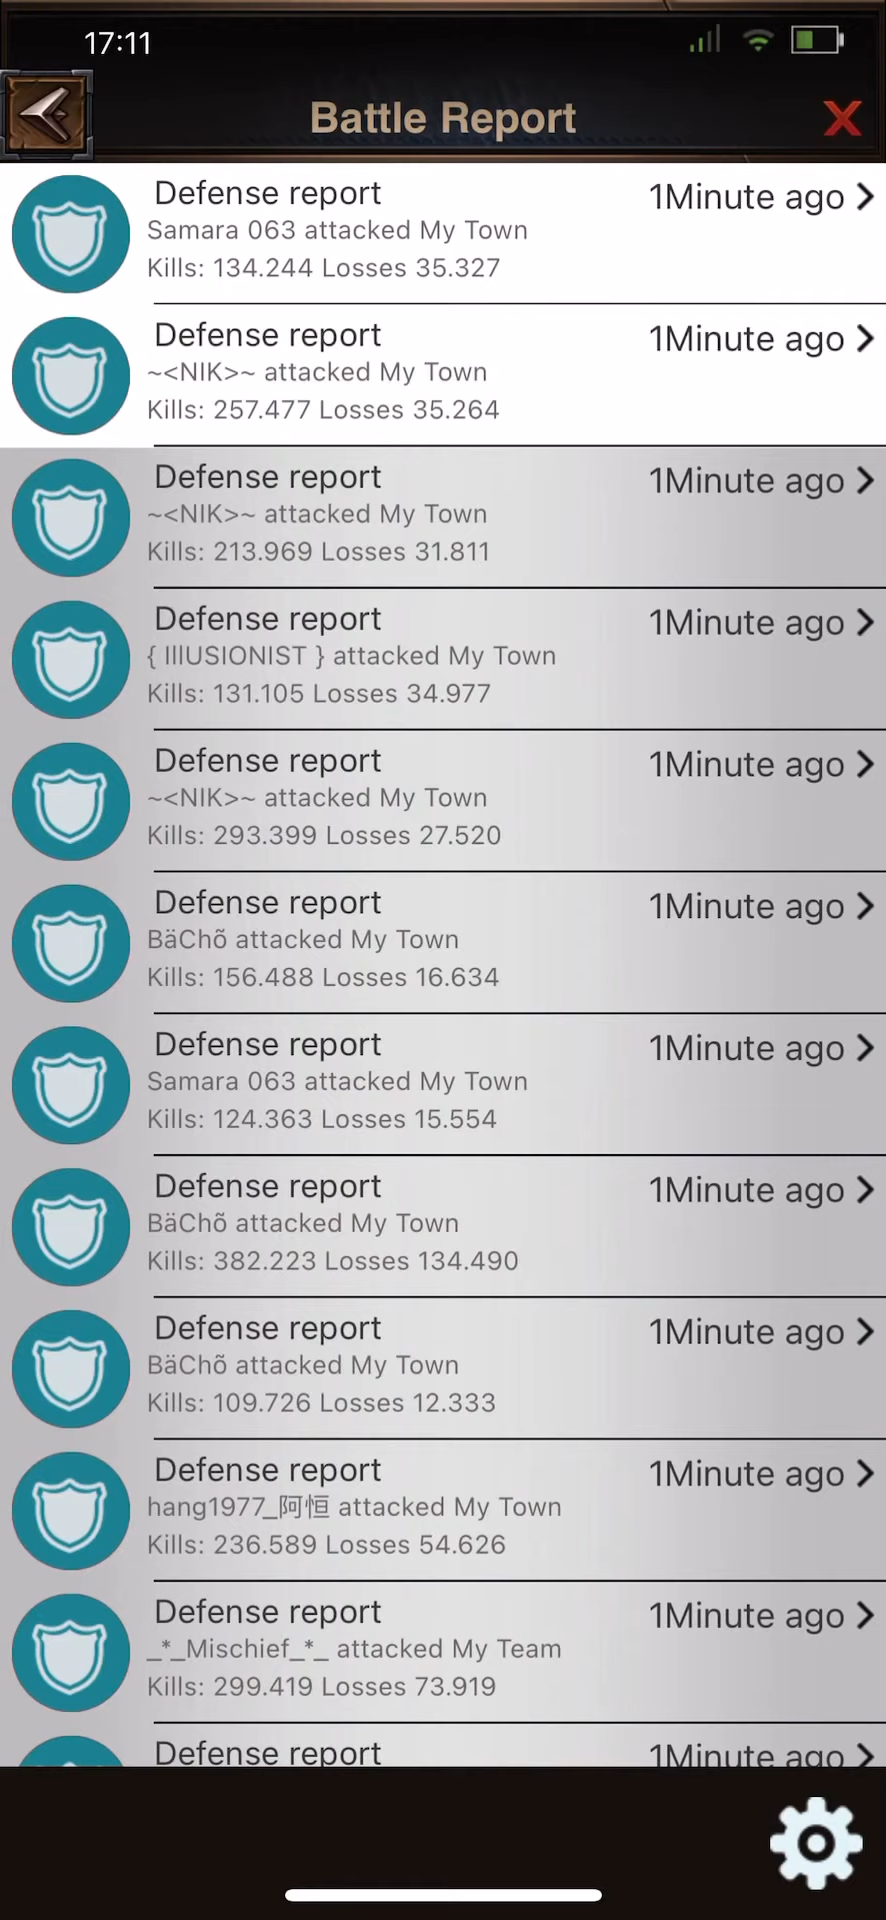 17:11
Battle Report
Defense report
1Minute ago
Samara 063 attacked My Town
Kills: 134.244 Losses 35.327
Defense report
1Minute ago
~<NIK>~ attacked My Town
Kills: 257.477 Losses 35.264
Defense report
1Minute ago
~<NIK>~ attacked My Town
Kills: 213.969 Losses 31.811
Defense report
1Minute ago
{ IllUSIONIST } attacked My Town
Kills: 131.105 Losses 34.977
Defense report
1Minute ago
~<NIK>~ attacked My Town
Kills: 293.399 Losses 27.520
Defense report
1Minute ago
BäChõ attacked My Town
Kills: 156.488 Losses 16.634
Defense report
1Minute ago
Samara 063 attacked My Town
Kills: 124.363 Losses 15.554
Defense report
1Minute ago
BäChõ attacked My Town
Kills: 382.223 Losses 134.490
Defense report
1Minute ago
BäChõ attacked My Town
Kills: 109.726 Losses 12.333
Defense report
1Minute ago
hang1977_阿恒 attacked My Town
Kills: 236.589 Losses 54.626
Defense report
1Minute ago
_*_Mischief_*_ attacked My Team
Kills: 299.419 Losses 73.919
Defense report
1Minute ago